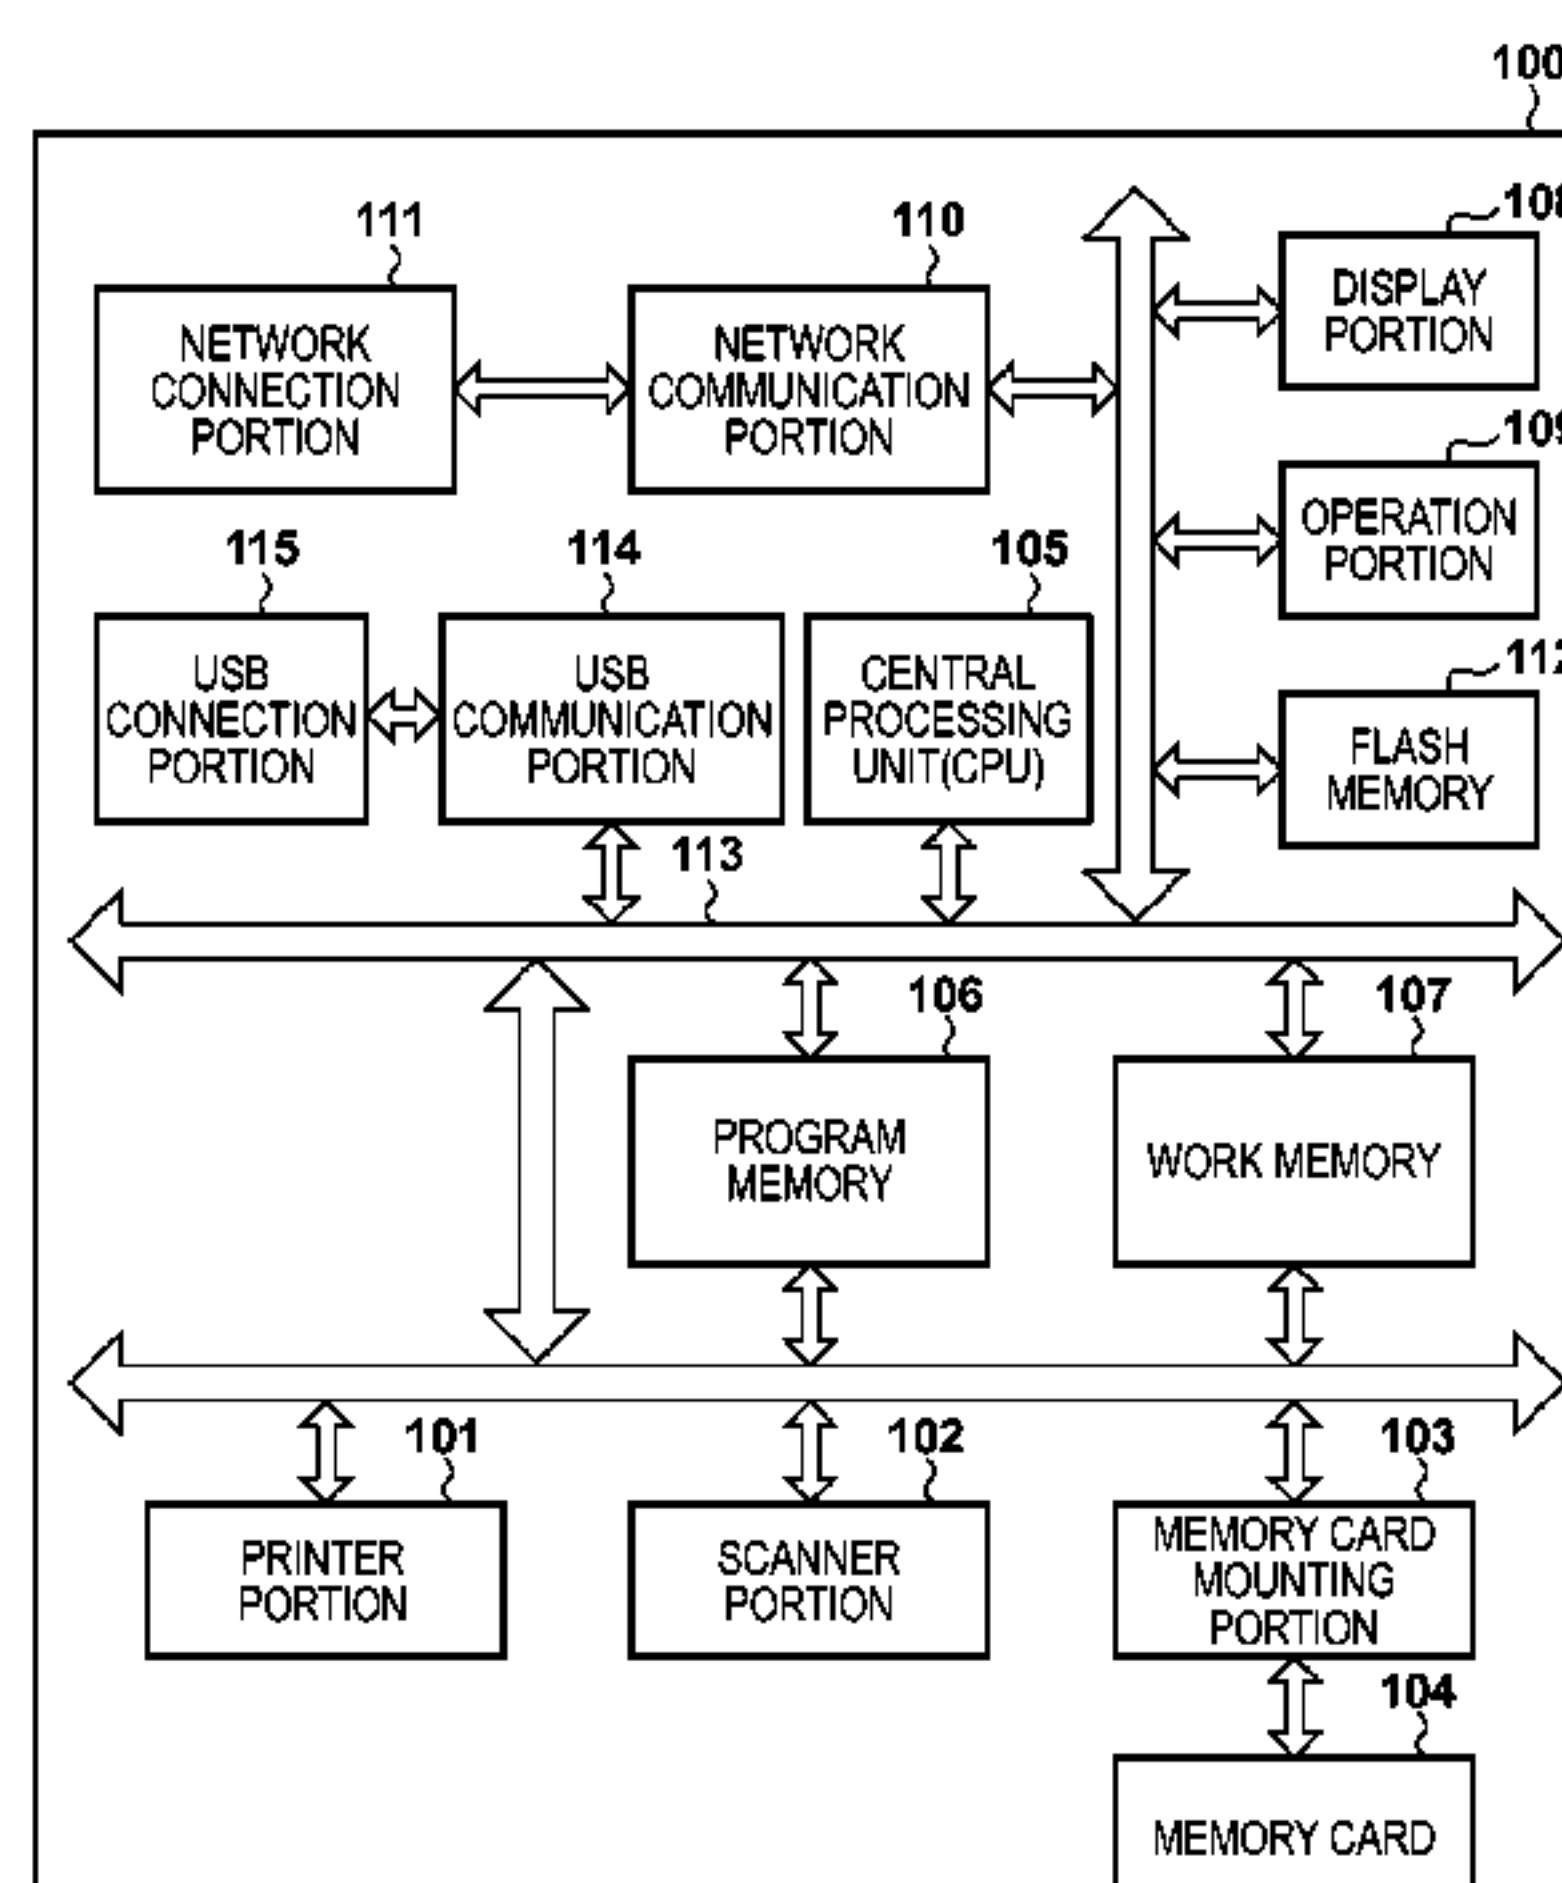 100
111
110
108
NETWORK
CONNECTION
PORTION
NETWORK
COMMUNICATION
PORTION
DISPLAY
PORTION
109
OPERATION
PORTION
115
114
105
USB
CONNECTION
PORTION
USB
COMMUNICATION
PORTION
CENTRAL
PROCESSING
UNIT(CPU)
112
FLASH
MEMORY
113
106
107
PROGRAM
MEMORY
WORK MEMORY
101
102
103
PRINTER
PORTION
SCANNER
PORTION
MEMORY CARD
MOUNTING
PORTION
104
MEMORY CARD